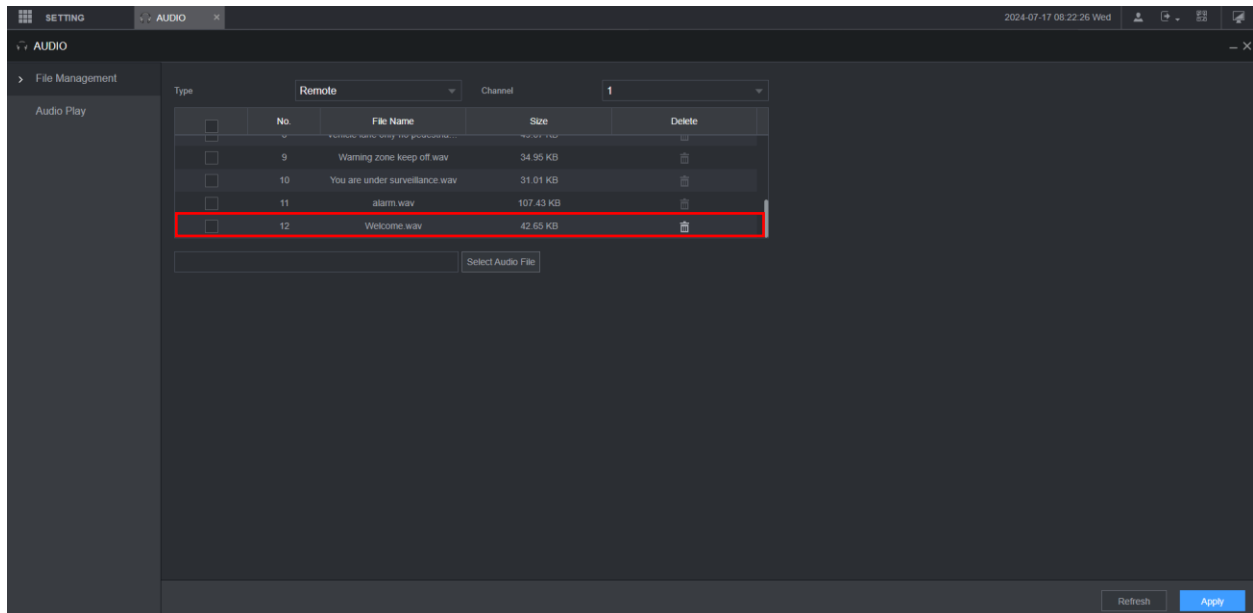 SETTING AUDIO × 2024-07-17 08:22:26 Wed
AUDIO
File Management
Audio Play
Type Remote Channel 1
No. File Name Size Delete
9 Warning zone keep off.wav 34.95 KB
10 You are under surveillance.wav 31.01 KB
11 alarm.wav 107.43 KB
12 Welcome.wav 42.65 KB
Select Audio File
Refresh Apply